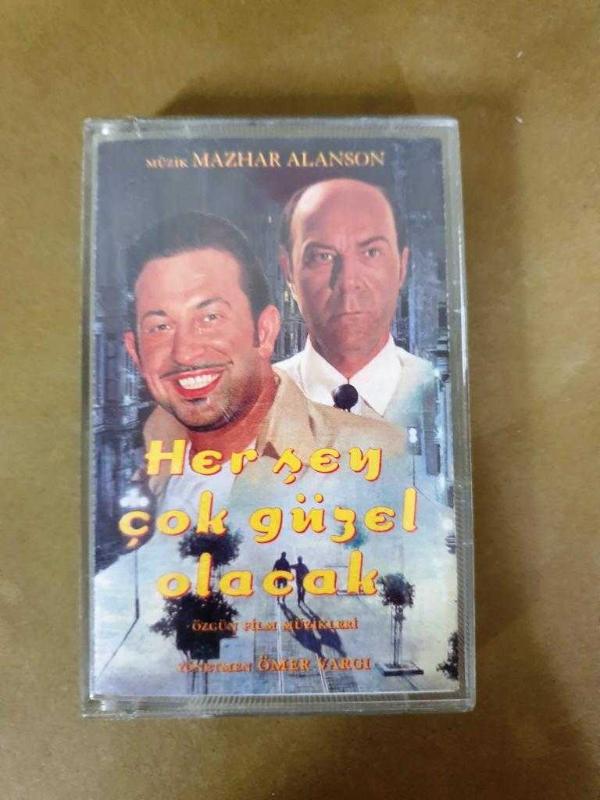 MÜZİK MAZHAR ALANSON
Her şey
çok güzel
olacak
ÖZGÜN FİLM MÜZİKLERİ
YÖNETMEN ÖMER VARGI